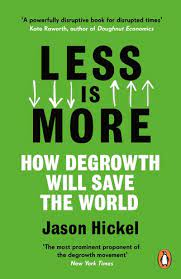 'A powerfully disruptive book for disrupted times'
Kate Raworth, author of Doughnut Economics
LESS
IS
MORE
HOW DEGROWTH
WILL SAVE
THE WORLD
Jason Hickel
'The most prominent proponent of
the degrowth movement'
New York Times